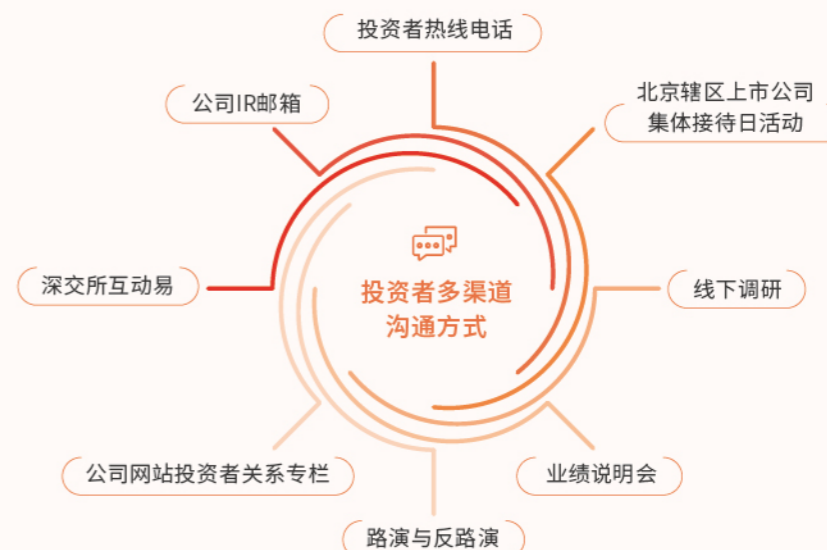 投资者热线电话
公司IR邮箱
北京辖区上市公司
集体接待日活动
深交所互动易
投资者多渠道
沟通方式
线下调研
公司网站投资者关系专栏
业绩说明会
路演与反路演